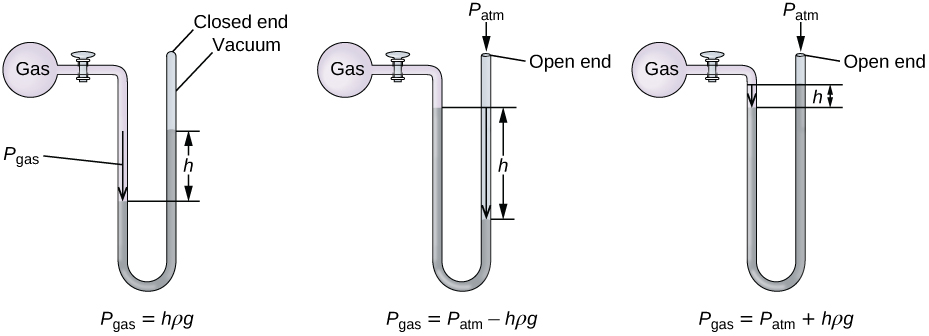 Closed end
Vacuum
Gas
P_gas
h
P_gas = hρg
P_atm
Open end
Gas
h
P_gas = P_atm − hρg
P_atm
Open end
Gas
h
P_gas = P_atm + hρg